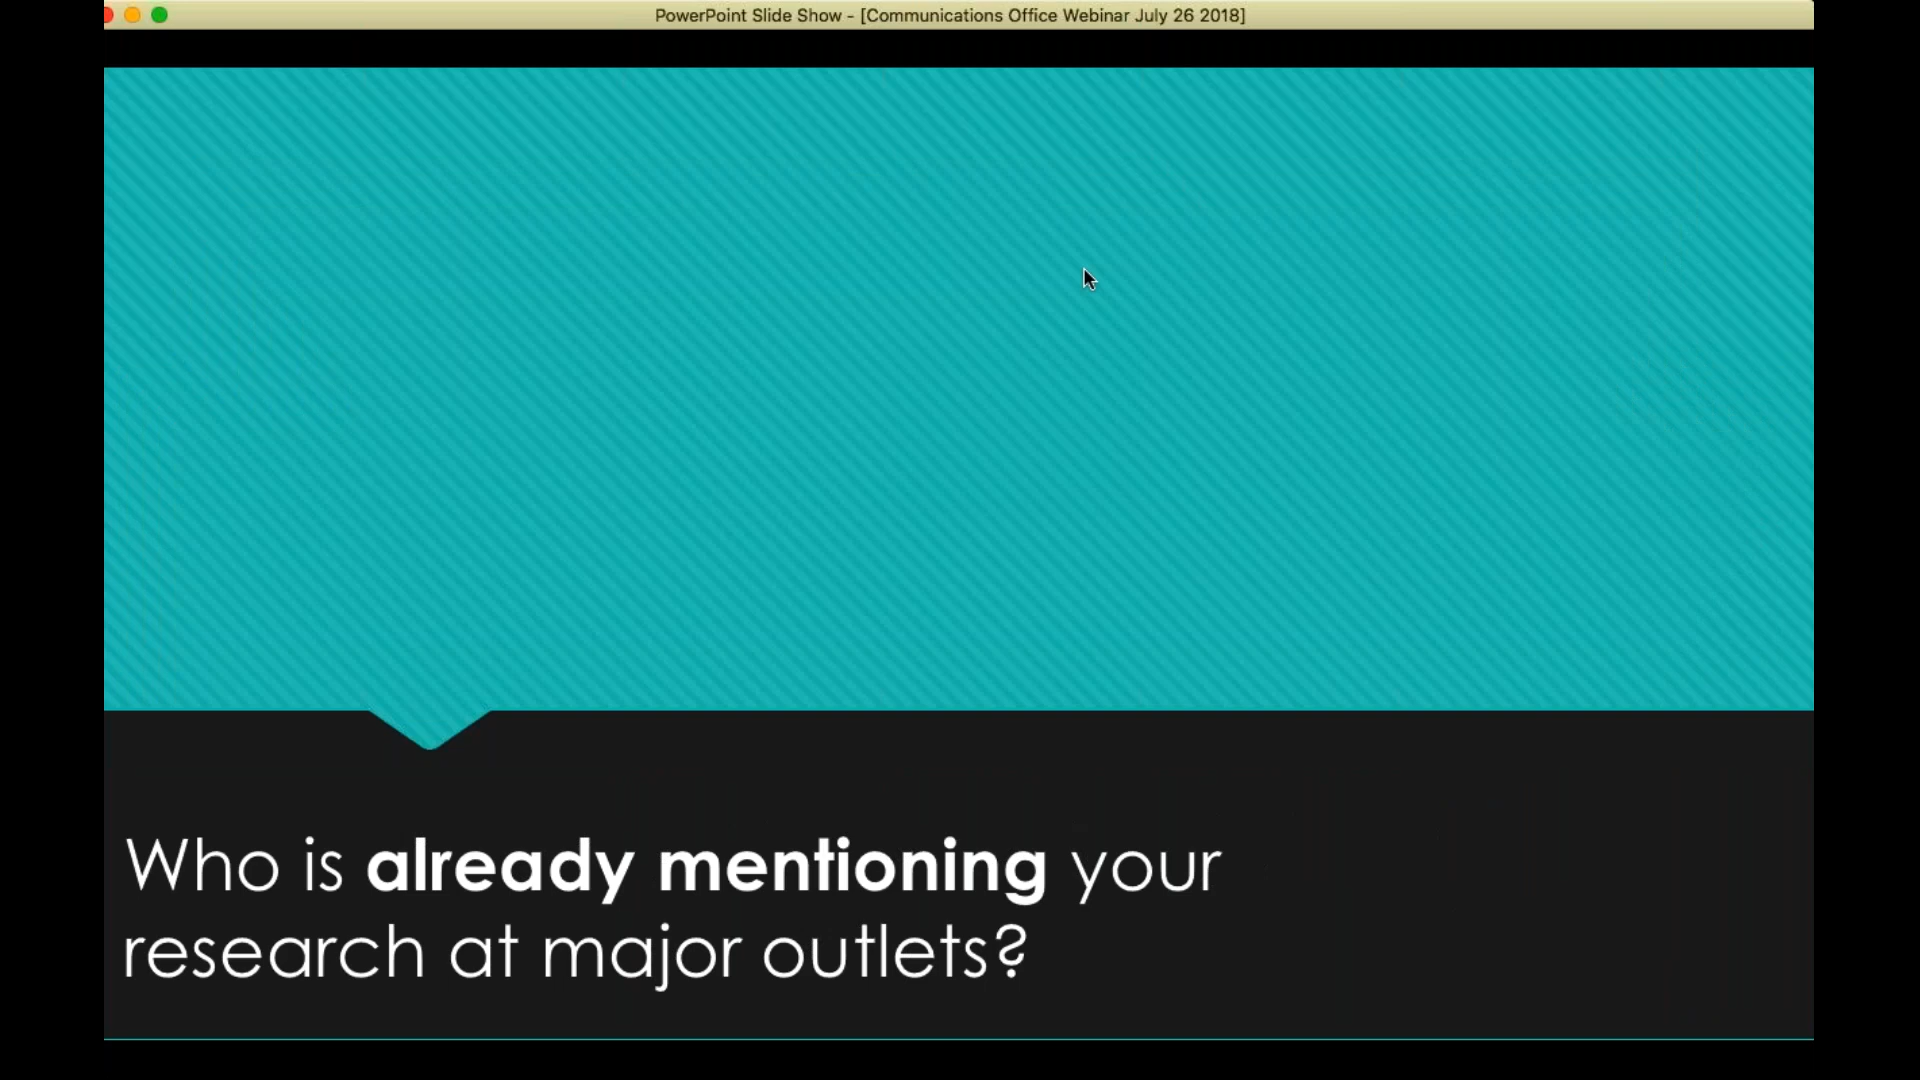 PowerPoint Slide Show - [Communications Office Webinar July 26 2018]
Who is already mentioning your
research at major outlets?